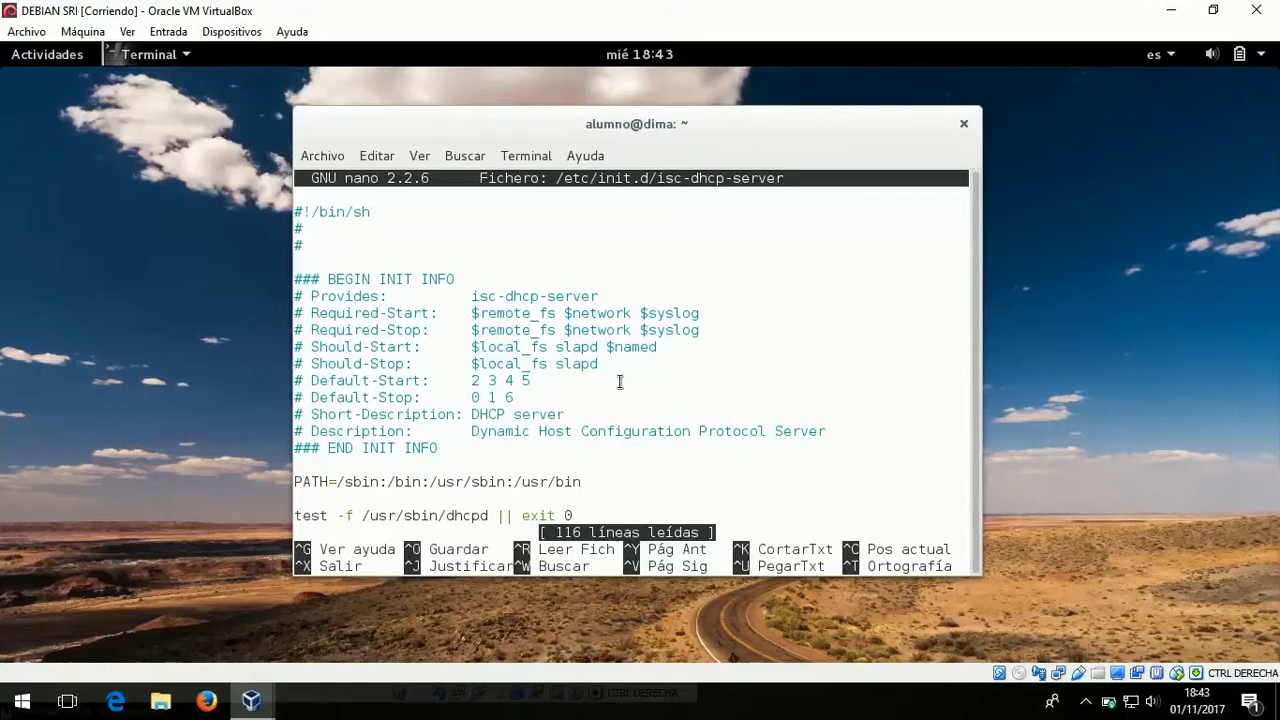 DEBIAN SRI [Corriendo] - Oracle VM VirtualBox
Archivo Máquina Ver Entrada Dispositivos Ayuda
Actividades Terminal mié 18:43 es
alumno@dima: ~
Archivo Editar Ver Buscar Terminal Ayuda
GNU nano 2.2.6 Fichero: /etc/init.d/isc-dhcp-server
#!/bin/sh
#
#
### BEGIN INIT INFO
# Provides: isc-dhcp-server
# Required-Start: $remote_fs $network $syslog
# Required-Stop: $remote_fs $network $syslog
# Should-Start: $local_fs slapd $named
# Should-Stop: $local_fs slapd
# Default-Start: 2 3 4 5
# Default-Stop: 0 1 6
# Short-Description: DHCP server
# Description: Dynamic Host Configuration Protocol Server
### END INIT INFO
PATH=/sbin:/bin:/usr/sbin:/usr/bin
test -f /usr/sbin/dhcpd || exit 0
[ 116 líneas leídas ]
^G Ver ayuda ^O Guardar ^R Leer Fich ^Y Pág Ant ^K CortarTxt ^C Pos actual
^X Salir ^J Justificar ^W Buscar ^V Pág Sig ^U PegarTxt ^T Ortografía
CTRL DERECHA
CTRL DERECHA
18:43
01/11/2017
1